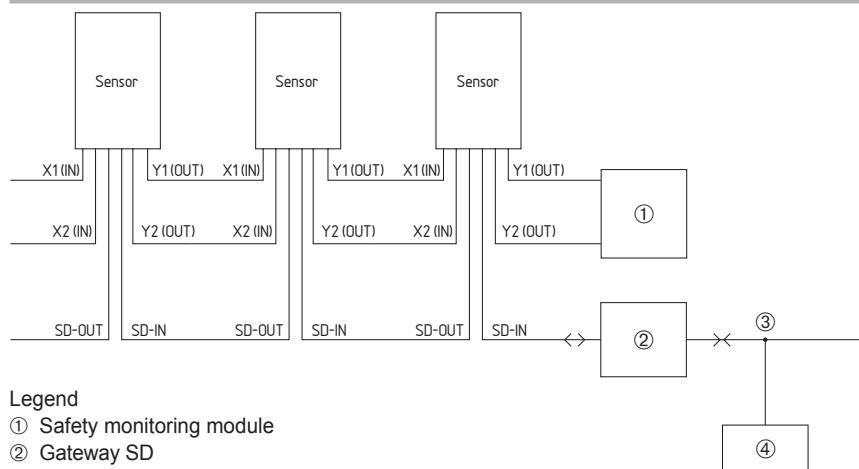 Sensor Sensor Sensor
X1(IN) Y1(OUT) X1(IN) Y1(OUT) X1(IN) Y1(OUT)
①
X2 (IN) Y2 (OUT) X2 (IN) Y2 (OUT) X2 (IN) Y2 (OUT)
③
SD-OUT SD-IN SD-OUT SD-IN SD-OUT SD-IN
②
Legend
① Safety monitoring module
② Gateway SD
④